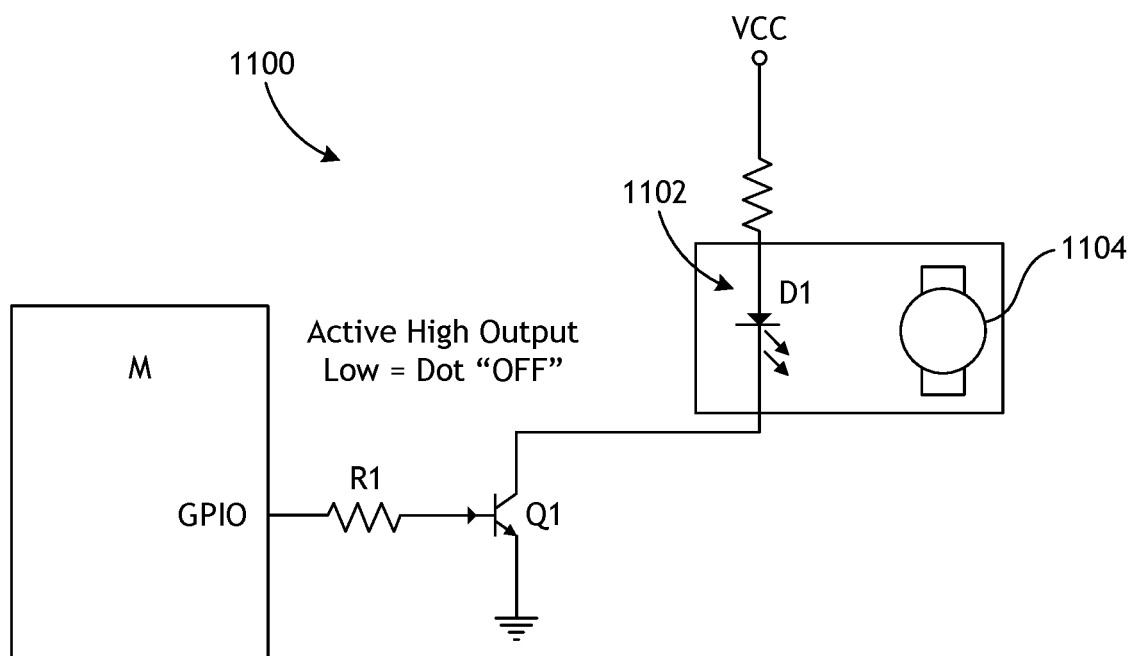 VCC
1100
1102
1104
D1
Active High Output
Low = Dot “OFF”
M
R1
GPIO
Q1